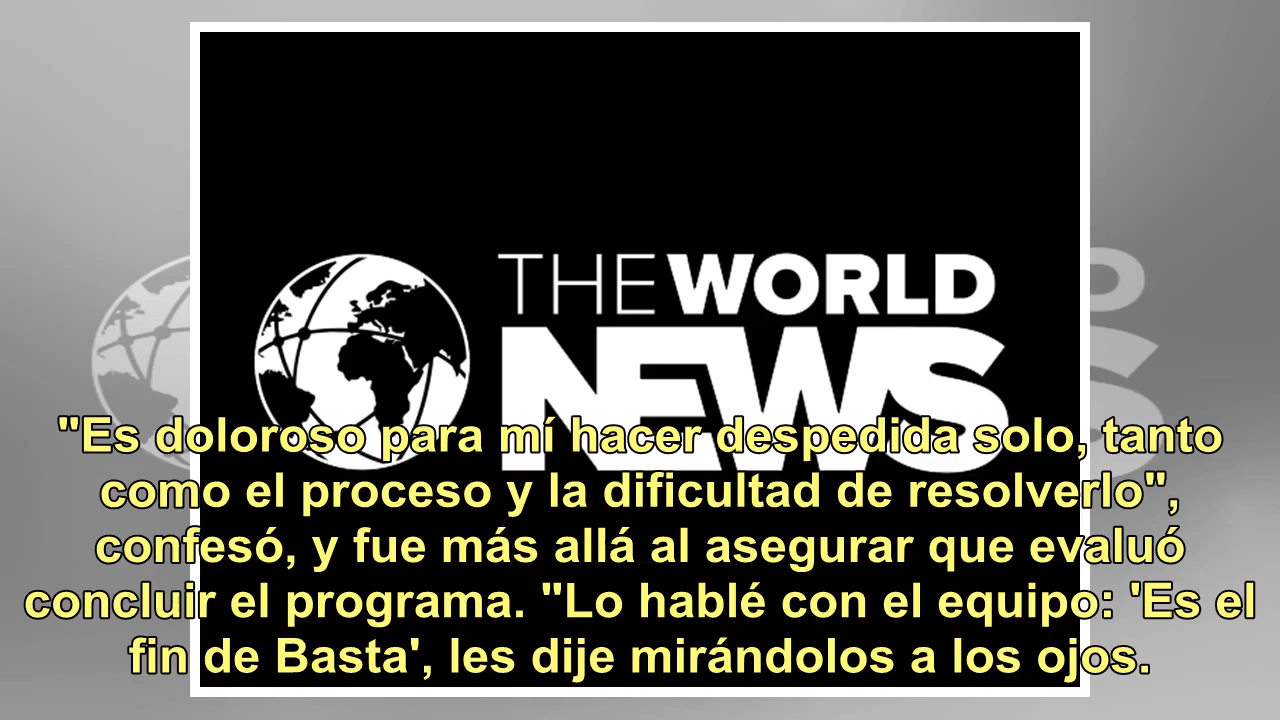 THE WORLD
NEWS
"Es doloroso para mí hacer despedida solo, tanto
como el proceso y la dificultad de resolverlo",
confesó, y fue más allá al asegurar que evaluó
concluir el programa. "Lo hablé con el equipo: 'Es el
fin de Basta', les dije mirándolos a los ojos.